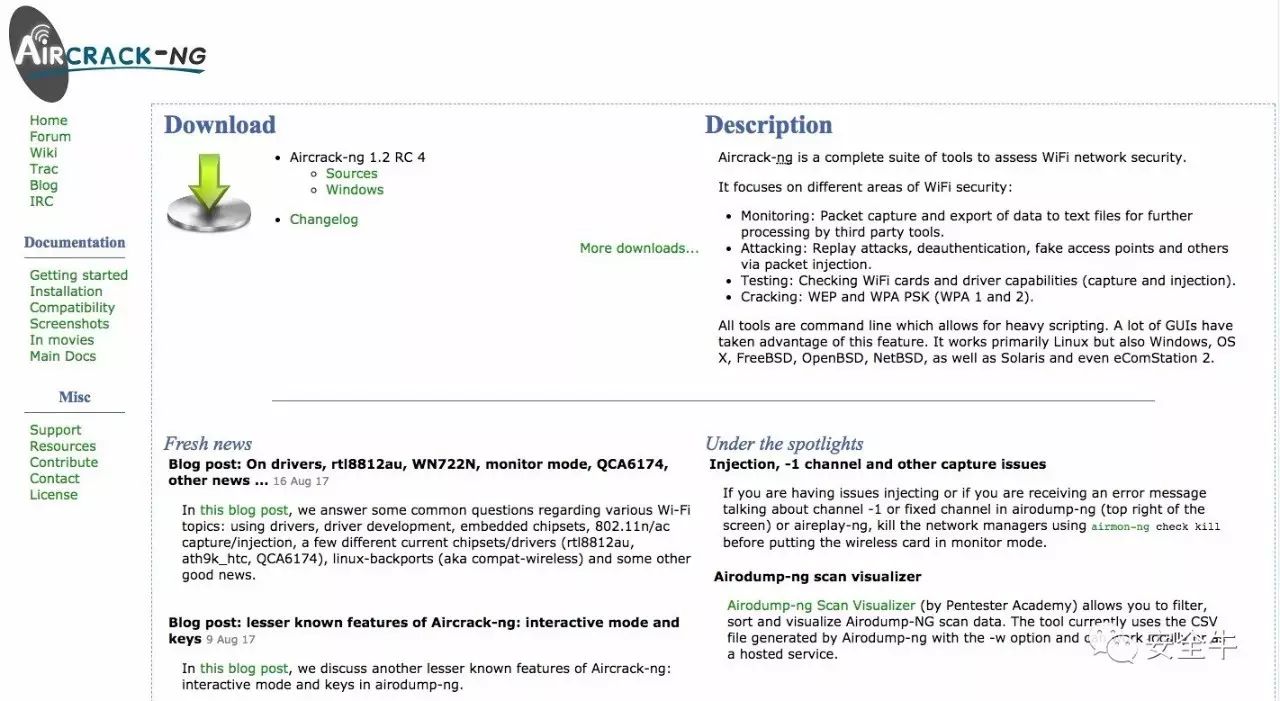 AIRCRACK-NG
Home
Forum
Wiki
Trac
Blog
IRC
Documentation
Getting started
Installation
Compatibility
Screenshots
In movies
Main Docs
Misc
Support
Resources
Contribute
Contact
License
Download
Aircrack-ng 1.2 RC 4
Sources
Windows
Changelog
More downloads...
Description
Aircrack-ng is a complete suite of tools to assess WiFi network security.
It focuses on different areas of WiFi security:
Monitoring: Packet capture and export of data to text files for further
processing by third party tools.
Attacking: Replay attacks, deauthentication, fake access points and others
via packet injection.
Testing: Checking WiFi cards and driver capabilities (capture and injection).
Cracking: WEP and WPA PSK (WPA 1 and 2).
All tools are command line which allows for heavy scripting. A lot of GUIs have
taken advantage of this feature. It works primarily Linux but also Windows, OS
X, FreeBSD, OpenBSD, NetBSD, as well as Solaris and even eComStation 2.
Fresh news
Blog post: On drivers, rtl8812au, WN722N, monitor mode, QCA6174,
other news ... 16 Aug 17
In this blog post, we answer some common questions regarding various Wi-Fi
topics: using drivers, driver development, embedded chipsets, 802.11n/ac
capture/injection, a few different current chipsets/drivers (rtl8812au,
ath9k_htc, QCA6174), linux-backports (aka compat-wireless) and some other
good news.
Blog post: lesser known features of Aircrack-ng: interactive mode and
keys 9 Aug 17
In this blog post, we discuss another lesser known features of Aircrack-ng:
interactive mode and keys in airodump-ng.
Under the spotlights
Injection, -1 channel and other capture issues
If you are having issues injecting or if you are receiving an error message
talking about channel -1 or fixed channel in airodump-ng (top right of the
screen) or aireplay-ng, kill the network managers using airmon-ng check kill
before putting the wireless card in monitor mode.
Airodump-ng scan visualizer
Airodump-ng Scan Visualizer (by Pentester Academy) allows you to filter,
sort and visualize Airodump-NG scan data. The tool currently uses the CSV
file generated by Airodump-ng with the -w option and
a hosted service.
安全牛